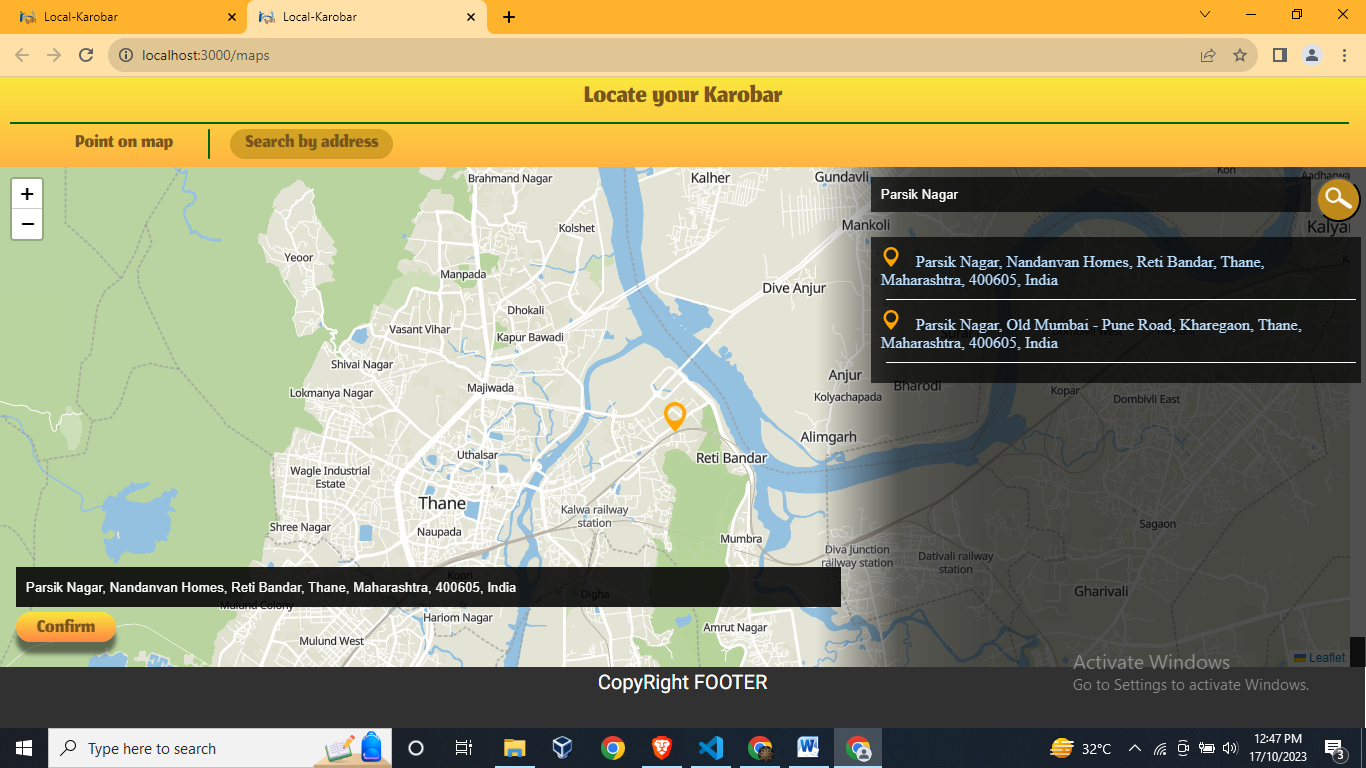 Local-Karobar
Local-Karobar
localhost:3000/maps
Locate your Karobar
Point on map
Search by address
+
−
Brahmand Nagar
Kalher
Gundavli
Kon
Parsik Nagar
Mankoli
Kolshet
Yeoor
Manpada
Dive Anjur
Parsik Nagar, Nandanvan Homes, Reti Bandar, Thane,
Maharashtra, 400605, India
Dhokali
Vasant Vihar
Kapur Bawadi
Parsik Nagar, Old Mumbai - Pune Road, Kharegaon, Thane,
Maharashtra, 400605, India
Shivai Nagar
Anjur
Bharodi
Majiwada
Lokmanya Nagar
Kolyachapada
Kopar
Dombivli East
Alimgarh
Uthalsar
Reti Bandar
Wagle Industrial
Estate
Thane
Kalwa railway
station
Shree Nagar
Naupada
Mumbra
Sagaon
Diva Junction
railway station
Dativali railway
station
Kopri
Parsik Nagar, Nandanvan Homes, Reti Bandar, Thane, Maharashtra, 400605, India
Digha
Gharivali
Mulund Colony
Confirm
Hariom Nagar
Mulund West
Amrut Nagar
Leaflet
Activate Windows
Go to Settings to activate Windows.
CopyRight FOOTER
Type here to search
32°C
12:47 PM
17/10/2023
3